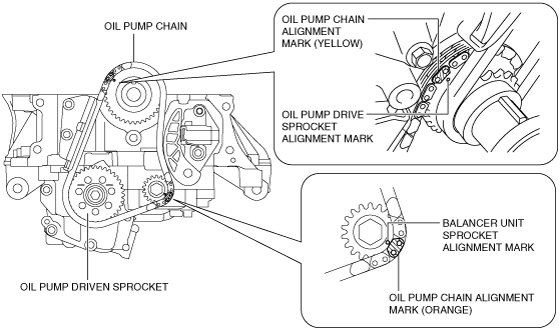 OIL PUMP CHAIN
OIL PUMP CHAIN
ALIGNMENT
MARK (YELLOW)
OIL PUMP DRIVE
SPROCKET
ALIGNMENT MARK
BALANCER UNIT
SPROCKET
ALIGNMENT MARK
OIL PUMP CHAIN ALIGNMENT
MARK (ORANGE)
OIL PUMP DRIVEN SPROCKET